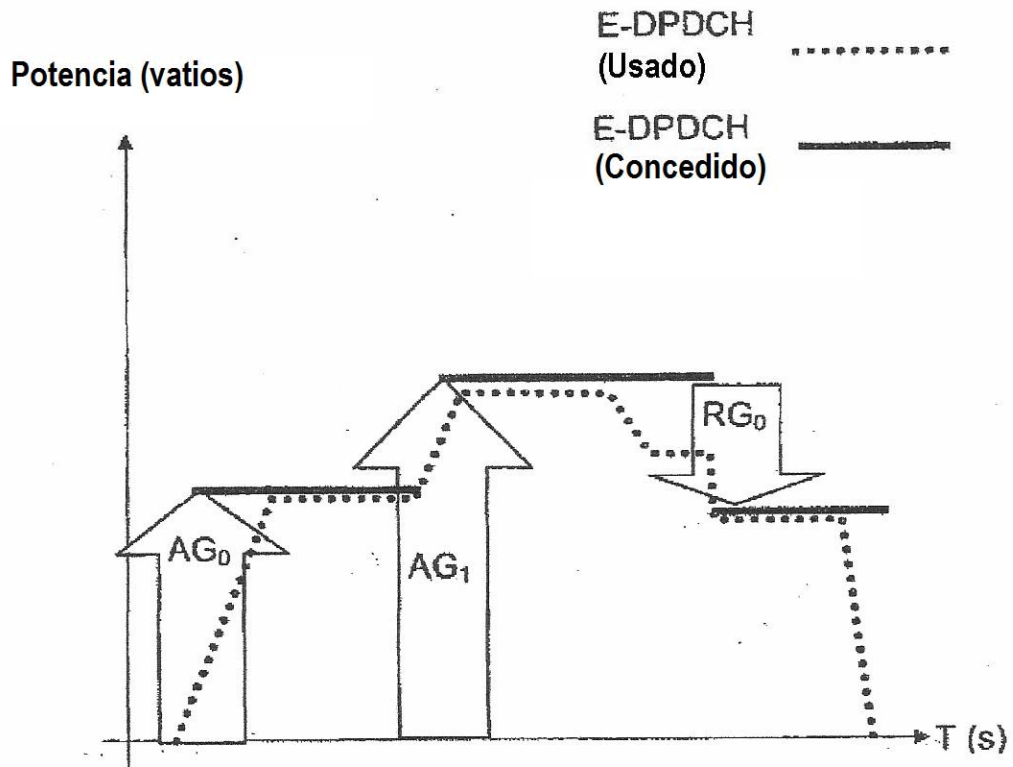 E-DPDCH
(Usado)
Potencia (vatios)
E-DPDCH
(Concedido)
RG₀
AG₀
AG₁
T (s)